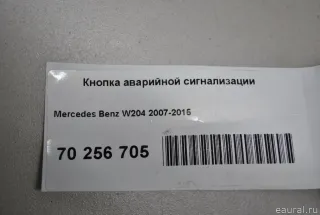 Кнопка аварийной сигнализации
Mercedes Benz W204 2007-2015
70 256 705
eaural.ru